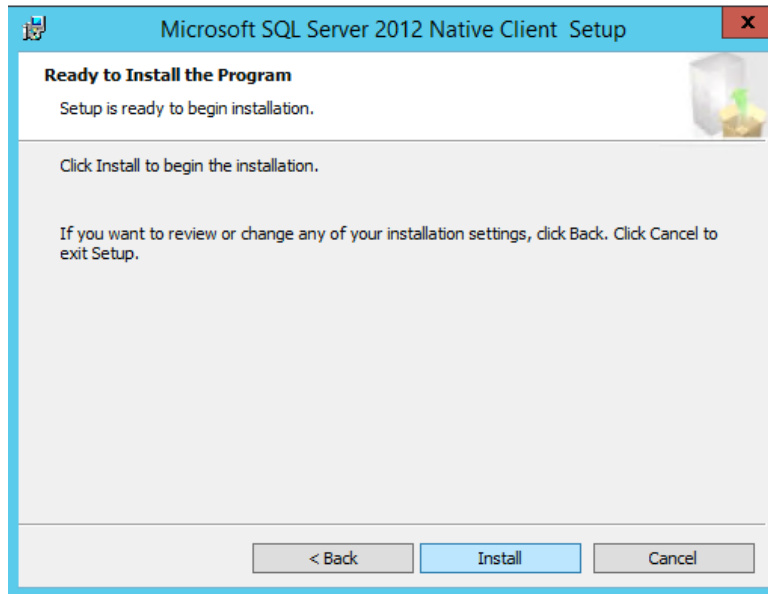 Microsoft SQL Server 2012 Native Client Setup
x
Ready to Install the Program
Setup is ready to begin installation.
Click Install to begin the installation.
If you want to review or change any of your installation settings, click Back. Click Cancel to
exit Setup.
< Back Install Cancel